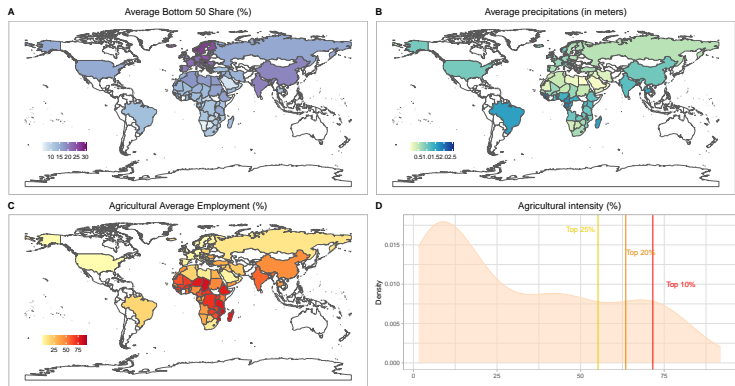 A
Average Bottom 50 Share (%)
10 15 20 25 30
B
Average precipitations (in meters)
0.51.01.52.02.5
C
Agricultural Average Employment (%)
25 50 75
D
Agricultural intensity (%)
Top 25%
Top 20%
Top 10%
Density
0.015
0.010
0.005
0.000
0 25 50 75